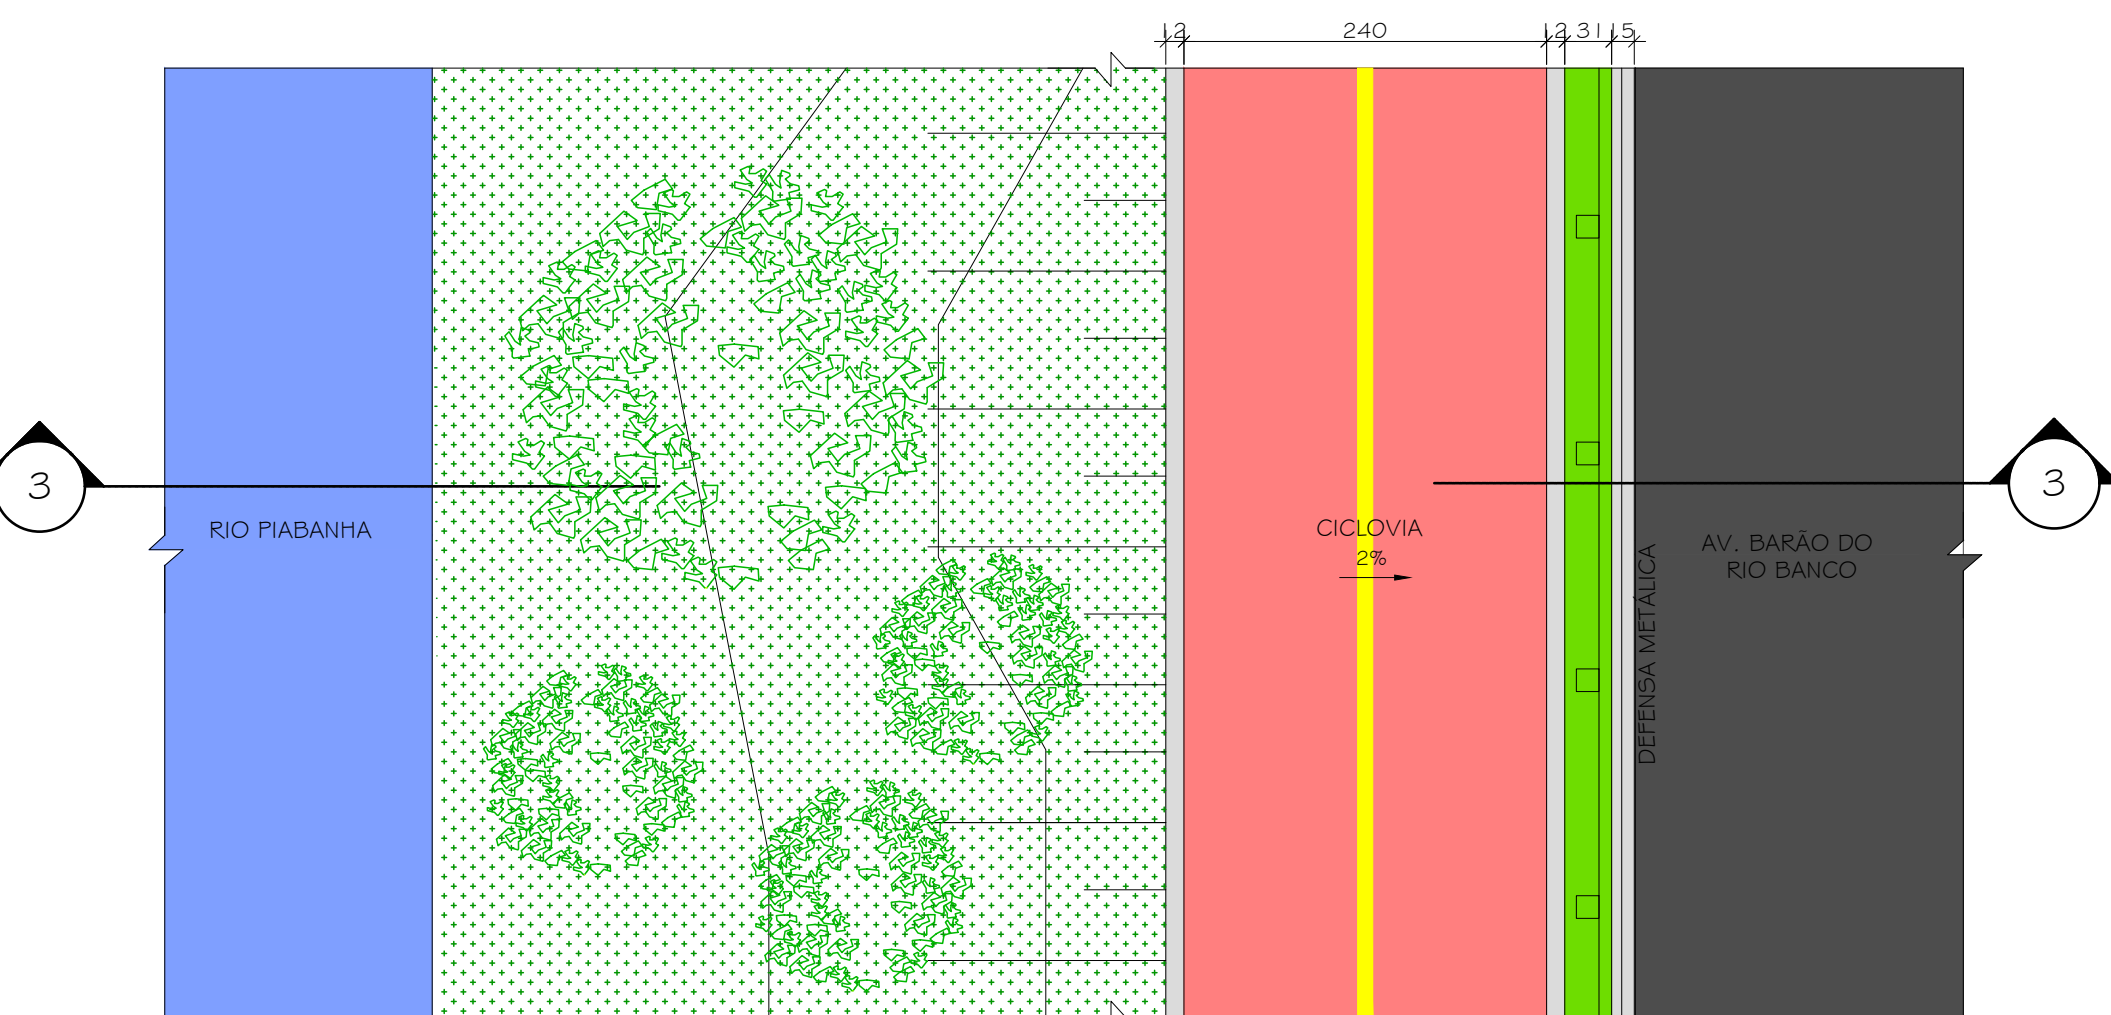 12 240 12 31 15
3
3
RIO PIABANHA
CICLOVIA
2%
DEFENSA METÁLICA
AV. BARÃO DO
RIO BANCO